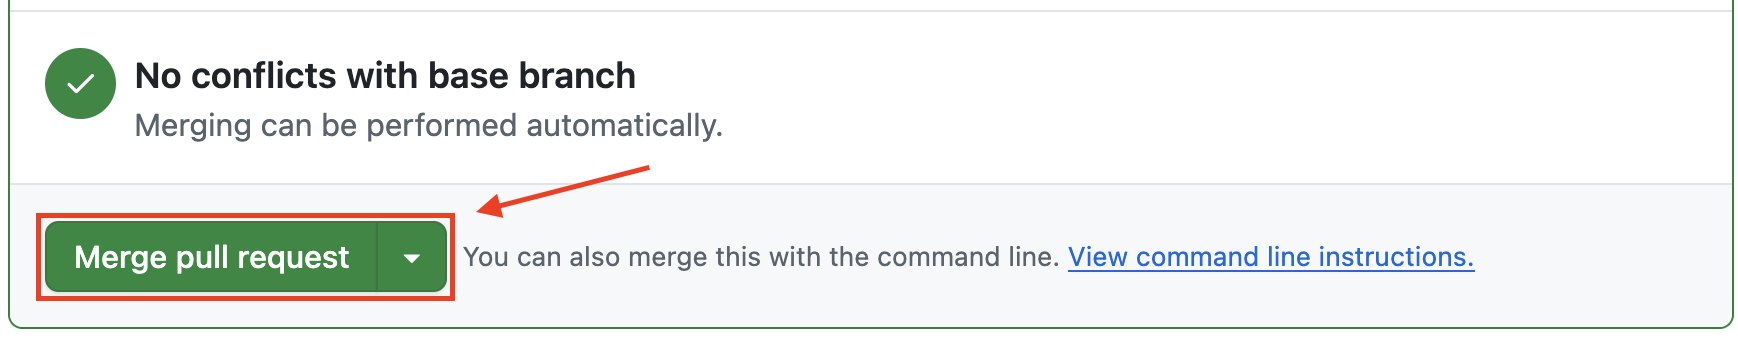 No conflicts with base branch
Merging can be performed automatically.
Merge pull request You can also merge this with the command line. View command line instructions.